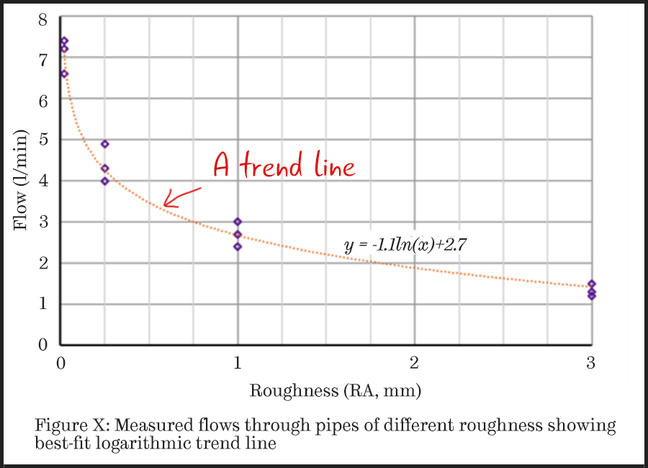 8
7
6
5
4
3
2
1
0
Flow (l/min)
A trend line
y = -1.1ln(x)+2.7
0 1 2 3
Roughness (RA, mm)
Figure X: Measured flows through pipes of different roughness showing
best-fit logarithmic trend line